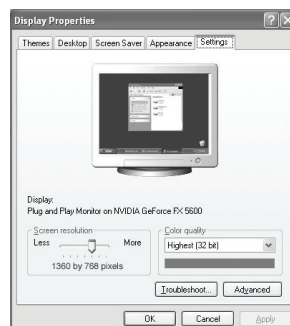 Display Properties
Themes Desktop Screen Saver Appearance Settings
Display:
Plug and Play Monitor on NVIDIA GeForce FX 5600
Screen resolution
Less More
1360 by 768 pixels
Color quality
Highest (32 bit)
Troubleshoot... Advanced
OK Cancel Apply